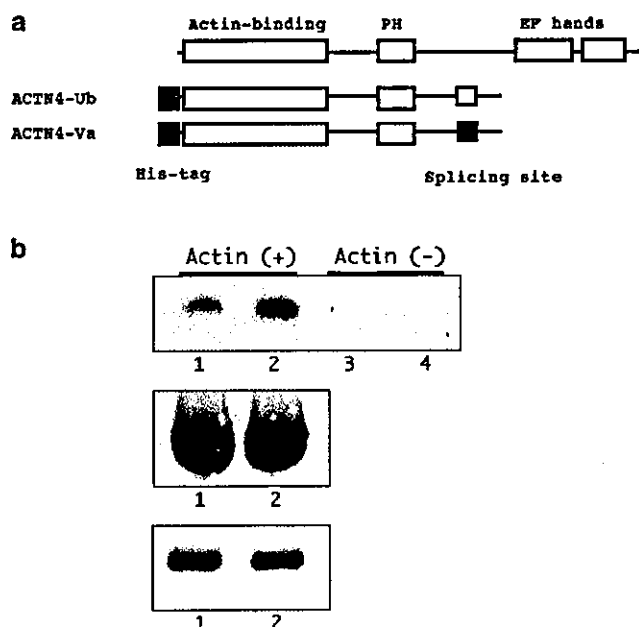 a
Actin-binding PH EF hands
ACTN4-Ub
ACTN4-Va
His-tag Splicing site
b
Actin (+) Actin (-)
1 2 3 4
1 2
1 2